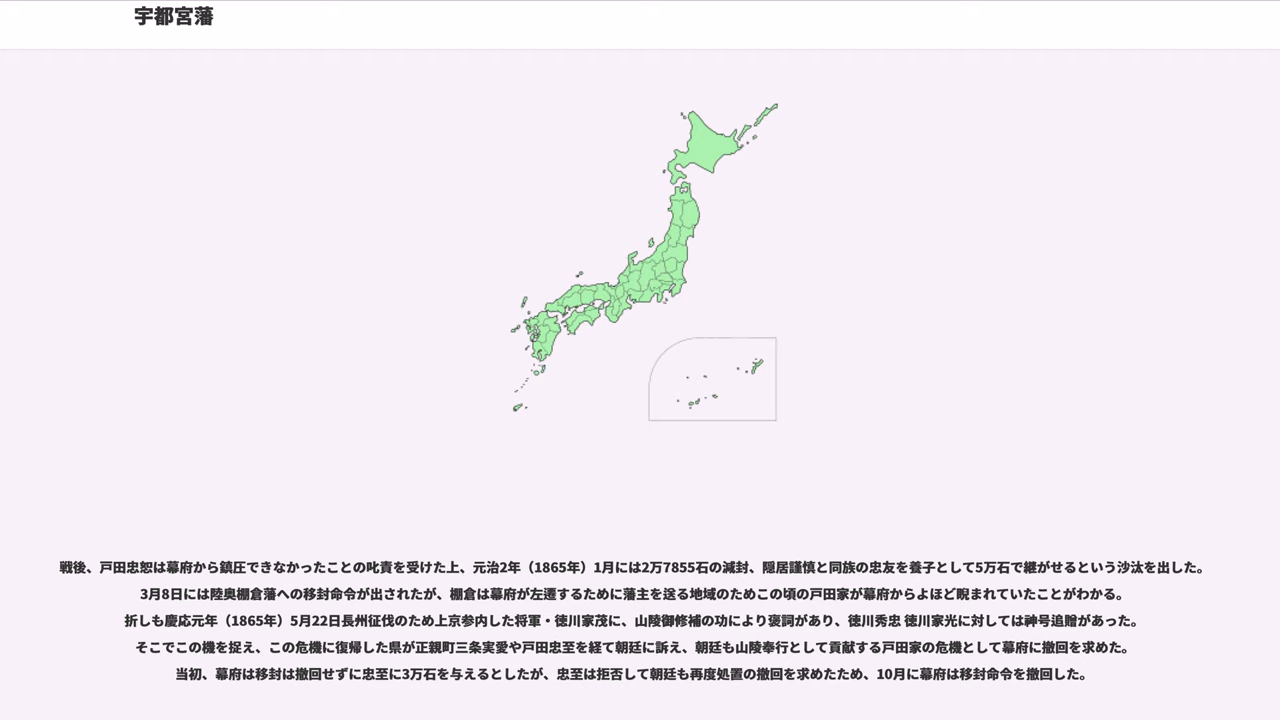 宇都宮藩
戦後、戸田忠恕は幕府から鎮圧できなかったことの叱責を受けた上、元治2年（1865年）1月には2万7855石の減封、隠居謹慎と同族の忠友を養子として5万石で継がせるという沙汰を出した。
3月8日には陸奥棚倉藩への移封命令が出されたが、棚倉は幕府が左遷するために藩主を送る地域のためこの頃の戸田家が幕府からよほど睨まれていたことがわかる。
折しも慶応元年（1865年）5月22日長州征伐のため上京参内した将軍・徳川家茂に、山陵御修補の功により褒詞があり、徳川秀忠 徳川家光に対しては神号追贈があった。
そこでこの機を捉え、この危機に復帰した県が正親町三条実愛や戸田忠至を経て朝廷に訴え、朝廷も山陵奉行として貢献する戸田家の危機として幕府に撤回を求めた。
当初、幕府は移封は撤回せずに忠至に3万石を与えるとしたが、忠至は拒否して朝廷も再度処置の撤回を求めたため、10月に幕府は移封命令を撤回した。